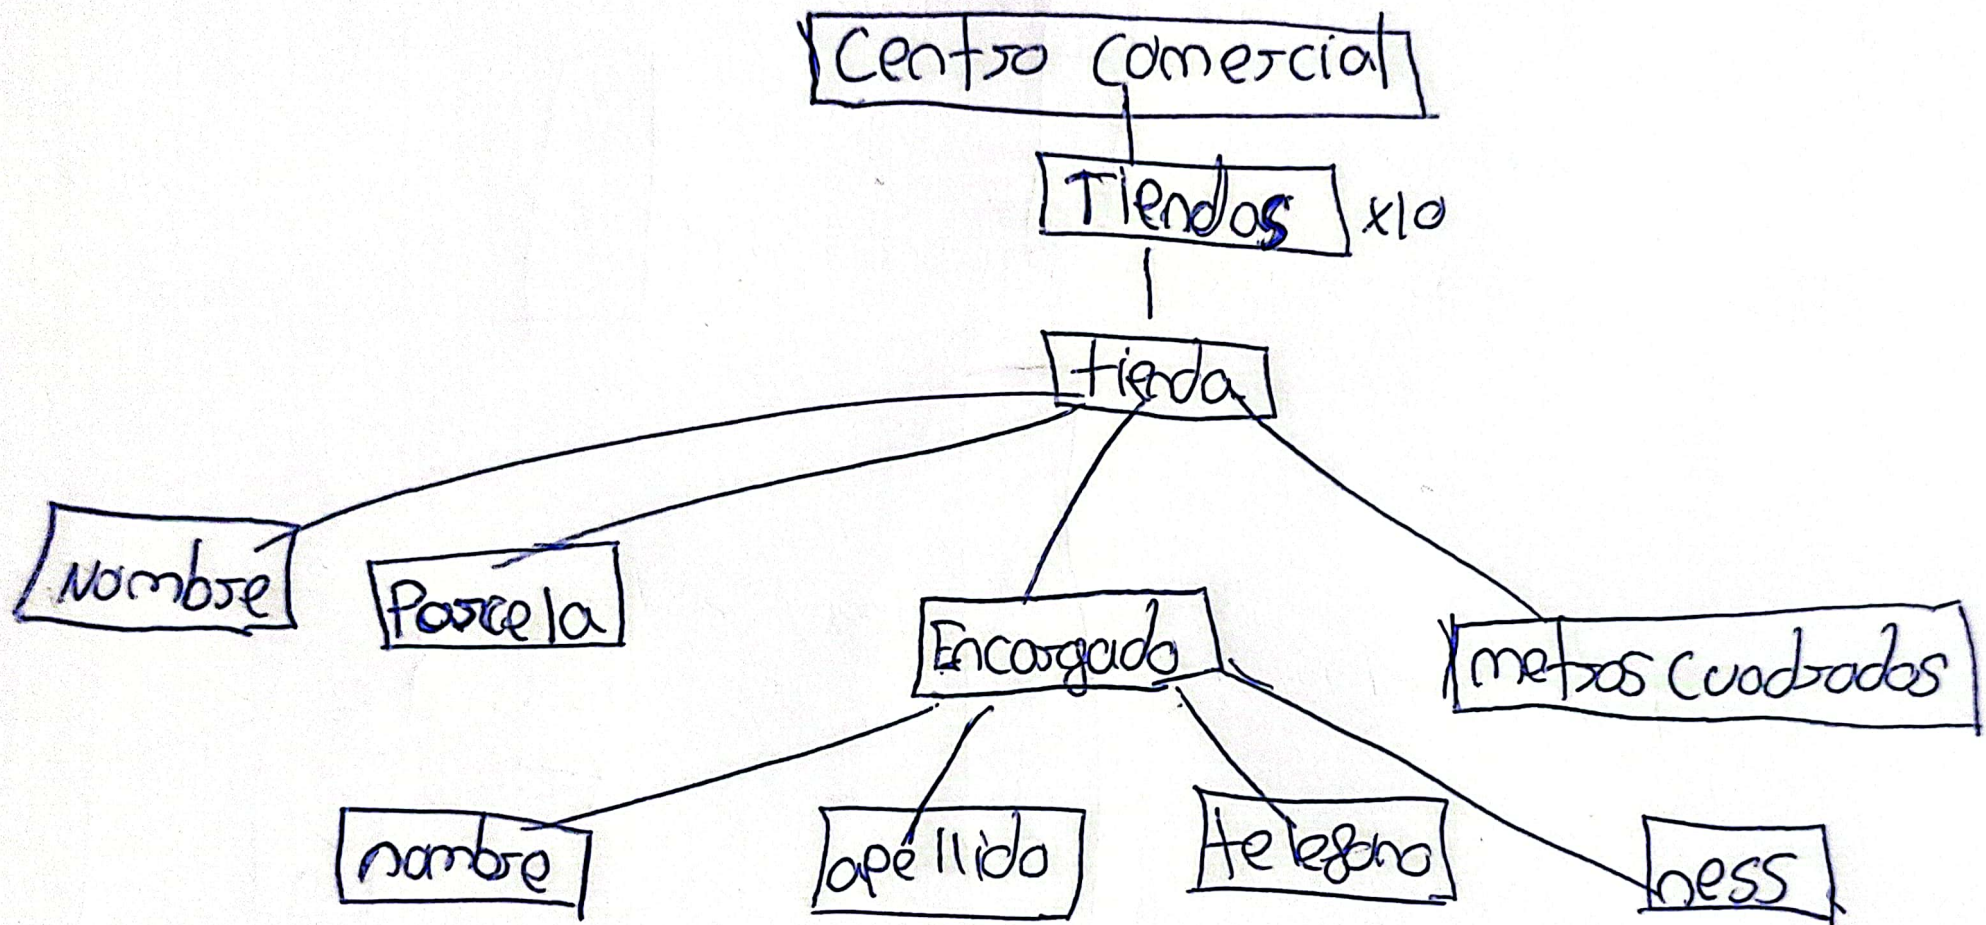 Centro Comercial
Tiendas x10
tienda
Nombre
Parcela
Encargado
metros cuadrados
nombre
apellido
telefono
ness